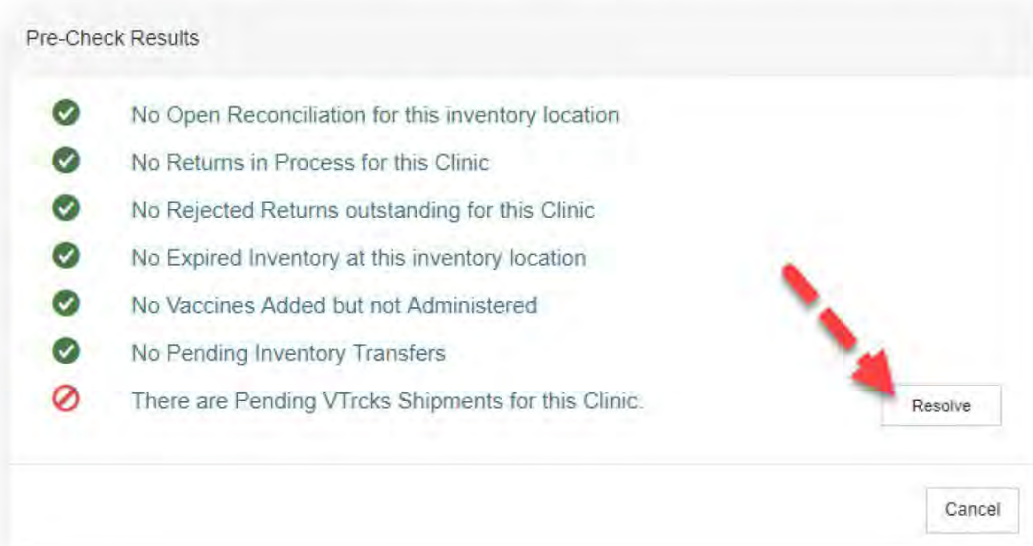 Pre-Check Results
No Open Reconciliation for this inventory location
No Returns in Process for this Clinic
No Rejected Returns outstanding for this Clinic
No Expired Inventory at this inventory location
No Vaccines Added but not Administered
No Pending Inventory Transfers
There are Pending VTrcks Shipments for this Clinic.
Resolve
Cancel